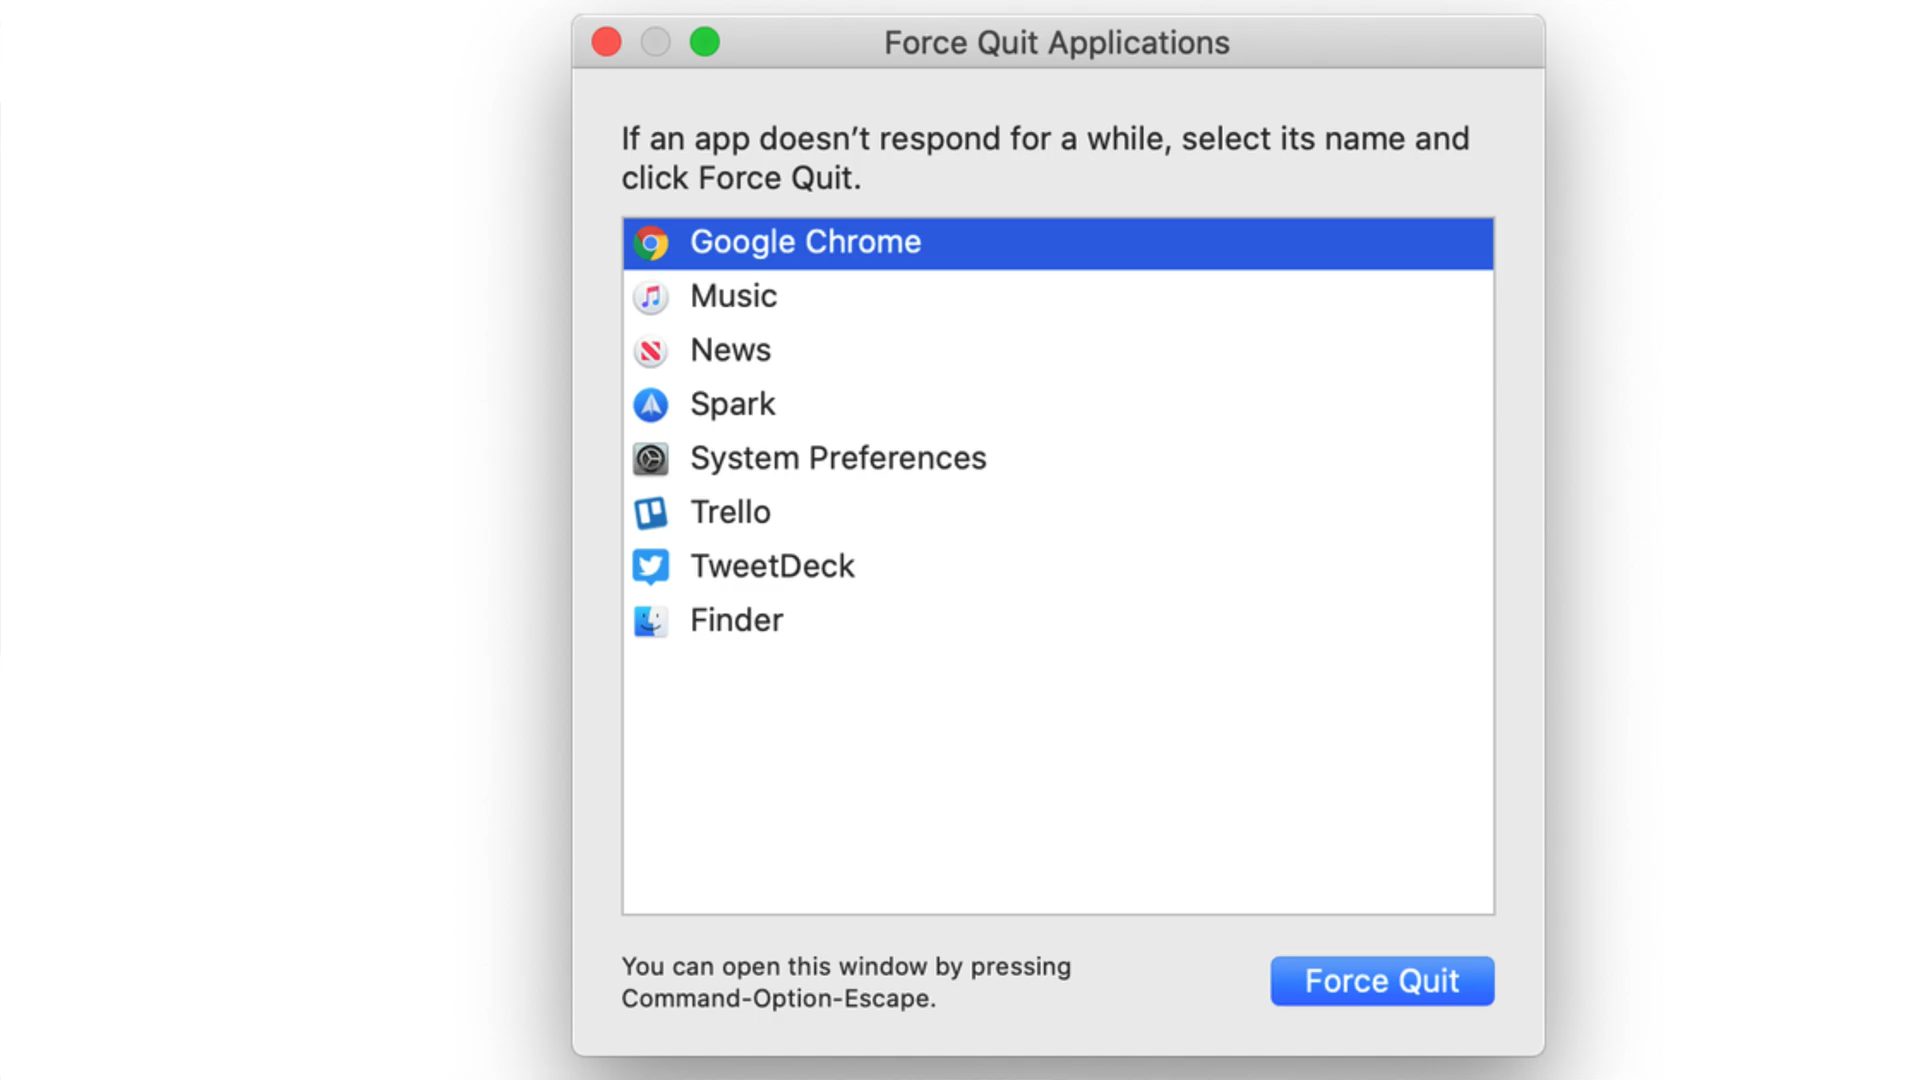 Force Quit Applications
If an app doesn’t respond for a while, select its name and
click Force Quit.
Google Chrome
Music
News
Spark
System Preferences
Trello
TweetDeck
Finder
You can open this window by pressing
Command-Option-Escape.
Force Quit